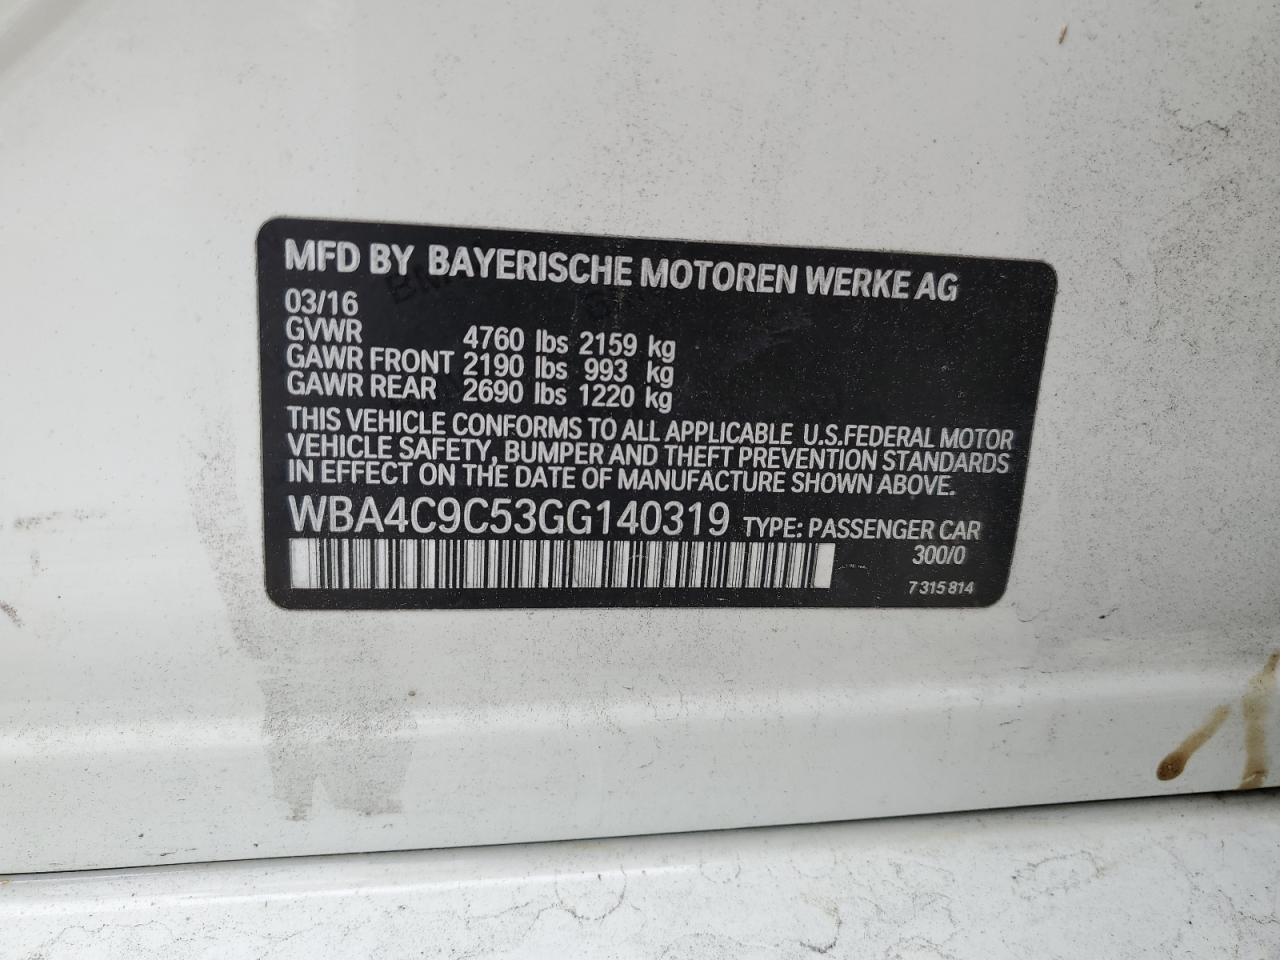 MFD BY BAYERISCHE MOTOREN WERKE AG
03/16
GVWR 4760 lbs 2159 kg
GAWR FRONT 2190 lbs 993 kg
GAWR REAR 2690 lbs 1220 kg
THIS VEHICLE CONFORMS TO ALL APPLICABLE U.S.FEDERAL MOTOR
VEHICLE SAFETY, BUMPER AND THEFT PREVENTION STANDARDS
IN EFFECT ON THE DATE OF MANUFACTURE SHOWN ABOVE.
WBA4C9C53GG140319 TYPE: PASSENGER CAR
300/0
7 315 814